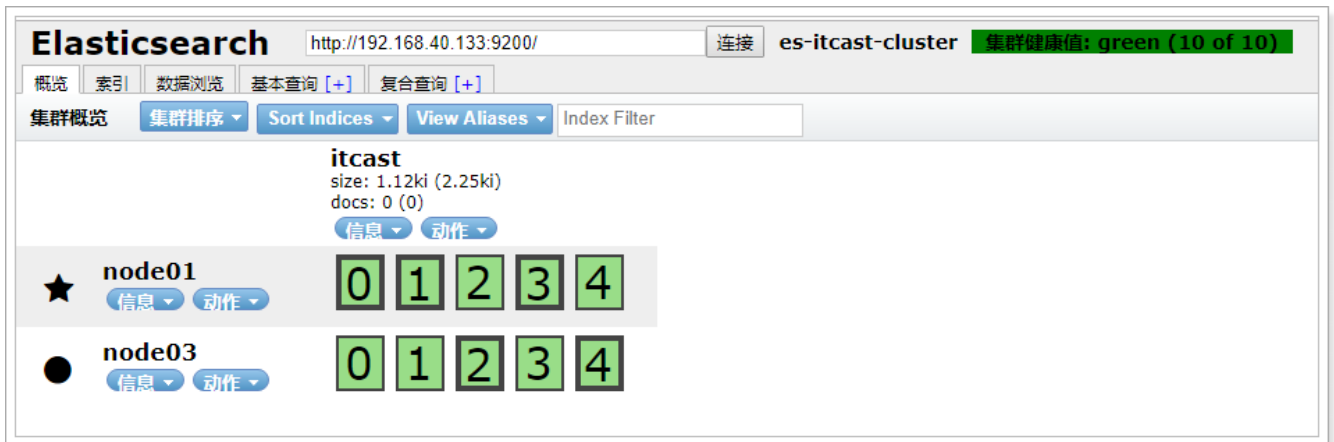 Elasticsearch http://192.168.40.133:9200/ 连接 es-itcast-cluster 集群健康值: green (10 of 10)
概览 索引 数据浏览 基本查询 [+] 复合查询 [+]
集群概览 集群排序 Sort Indices View Aliases Index Filter
itcast
size: 1.12ki (2.25ki)
docs: 0 (0)
信息 动作
node01
信息 动作
0 1 2 3 4
node03
信息 动作
0 1 2 3 4